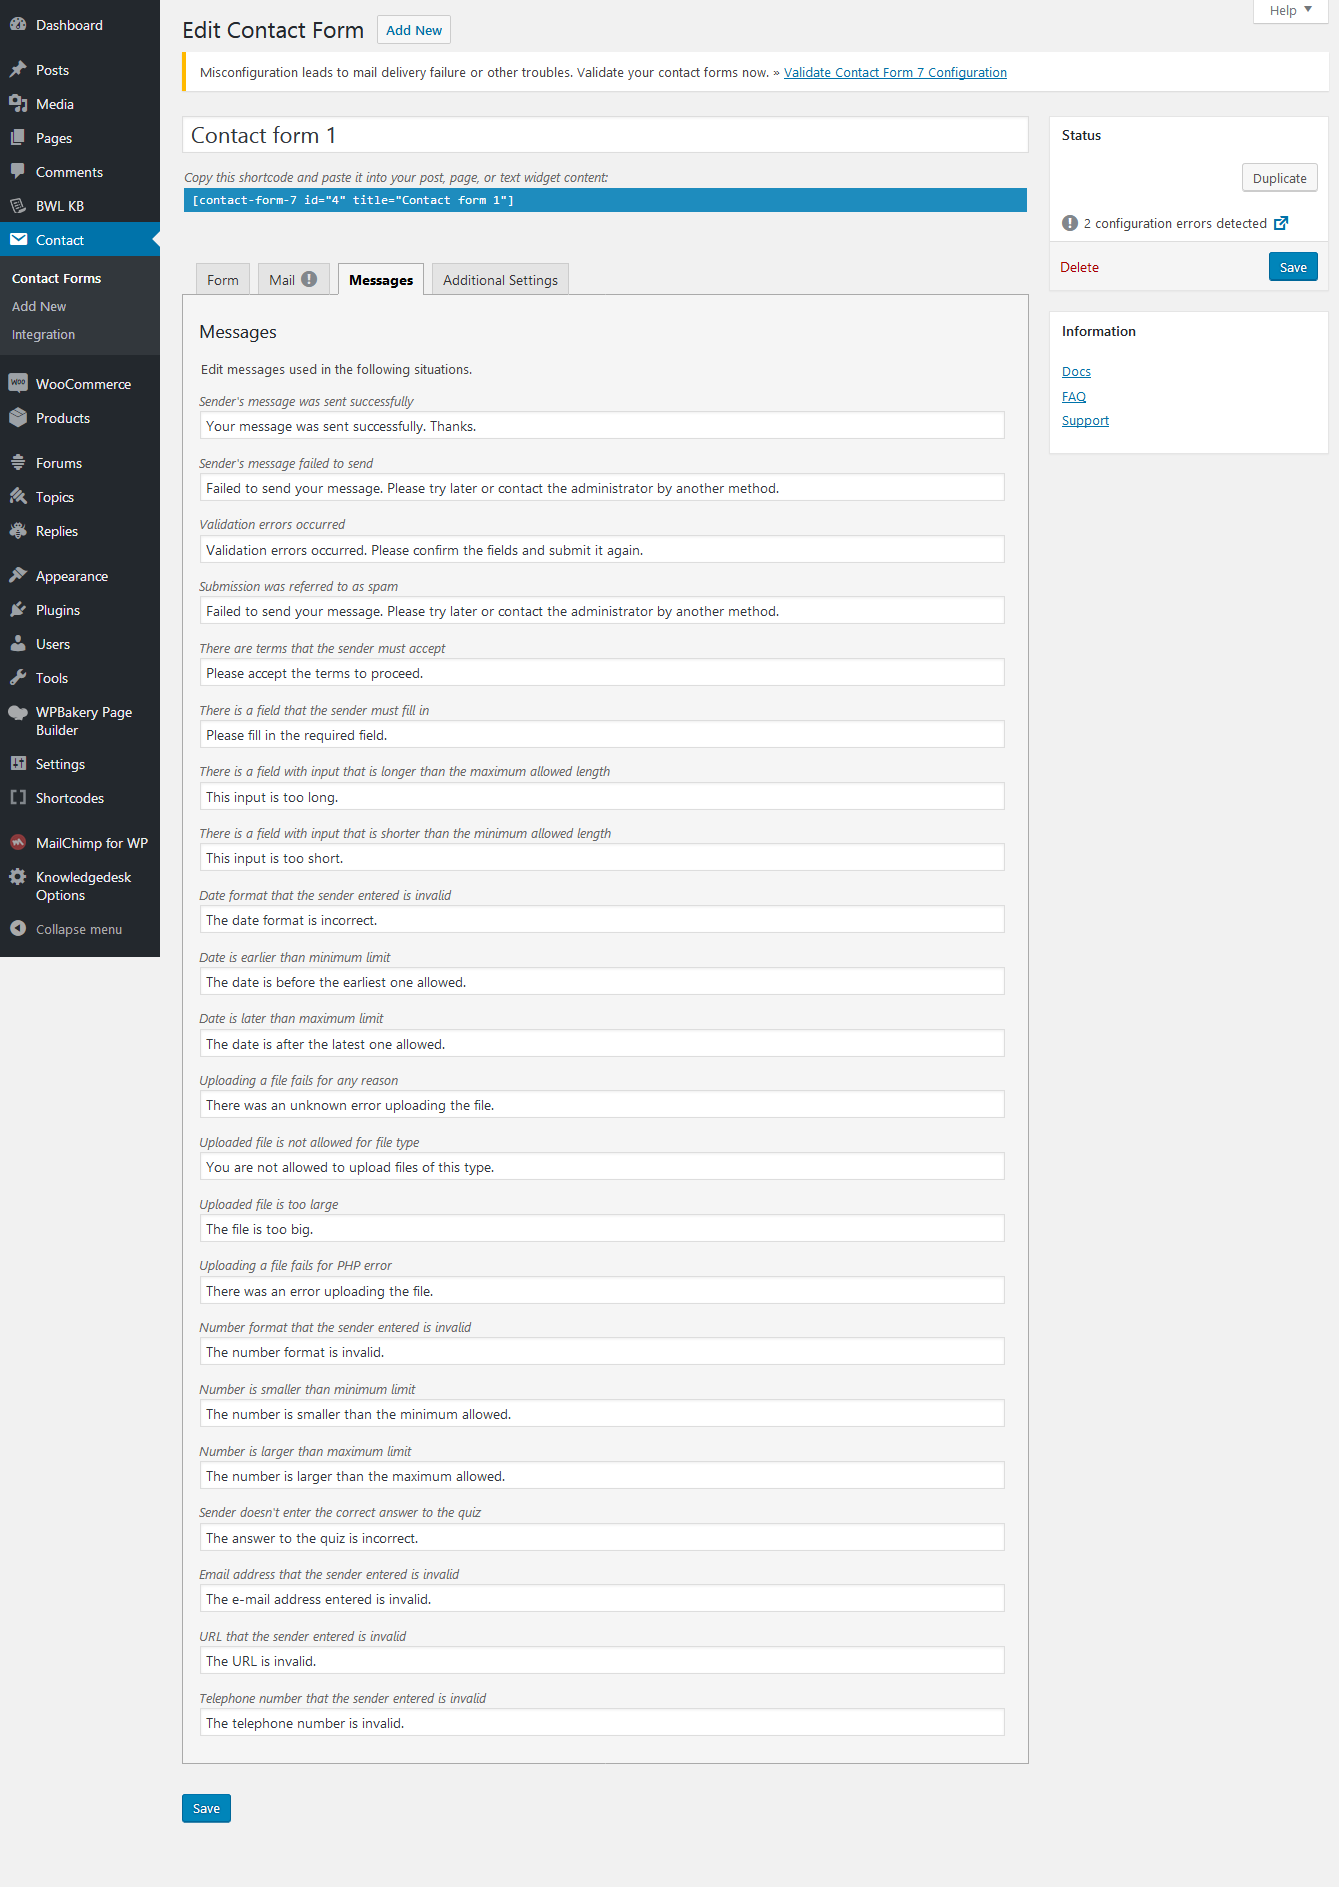 Dashboard
Posts
Media
Pages
Comments
BWL KB
Contact
Contact Forms
Add New
Integration
WooCommerce
Products
Forums
Topics
Replies
Appearance
Plugins
Users
Tools
WPBakery Page
Builder
Settings
Shortcodes
MailChimp for WP
Knowledgedesk
Options
Collapse menu
Help
Edit Contact Form Add New
Misconfiguration leads to mail delivery failure or other troubles. Validate your contact forms now. » Validate Contact Form 7 Configuration
Contact form 1
Copy this shortcode and paste it into your post, page, or text widget content:
[contact-form-7 id="4" title="Contact form 1"]
Form Mail Messages Additional Settings
Messages
Edit messages used in the following situations.
Sender's message was sent successfully
Your message was sent successfully. Thanks.
Sender's message failed to send
Failed to send your message. Please try later or contact the administrator by another method.
Validation errors occurred
Validation errors occurred. Please confirm the fields and submit it again.
Submission was referred to as spam
Failed to send your message. Please try later or contact the administrator by another method.
There are terms that the sender must accept
Please accept the terms to proceed.
There is a field that the sender must fill in
Please fill in the required field.
There is a field with input that is longer than the maximum allowed length
This input is too long.
There is a field with input that is shorter than the minimum allowed length
This input is too short.
Date format that the sender entered is invalid
The date format is incorrect.
Date is earlier than minimum limit
The date is before the earliest one allowed.
Date is later than maximum limit
The date is after the latest one allowed.
Uploading a file fails for any reason
There was an unknown error uploading the file.
Uploaded file is not allowed for file type
You are not allowed to upload files of this type.
Uploaded file is too large
The file is too big.
Uploading a file fails for PHP error
There was an error uploading the file.
Number format that the sender entered is invalid
The number format is invalid.
Number is smaller than minimum limit
The number is smaller than the minimum allowed.
Number is larger than maximum limit
The number is larger than the maximum allowed.
Sender doesn't enter the correct answer to the quiz
The answer to the quiz is incorrect.
Email address that the sender entered is invalid
The e-mail address entered is invalid.
URL that the sender entered is invalid
The URL is invalid.
Telephone number that the sender entered is invalid
The telephone number is invalid.
Save
Status
Duplicate
2 configuration errors detected
Delete Save
Information
Docs
FAQ
Support